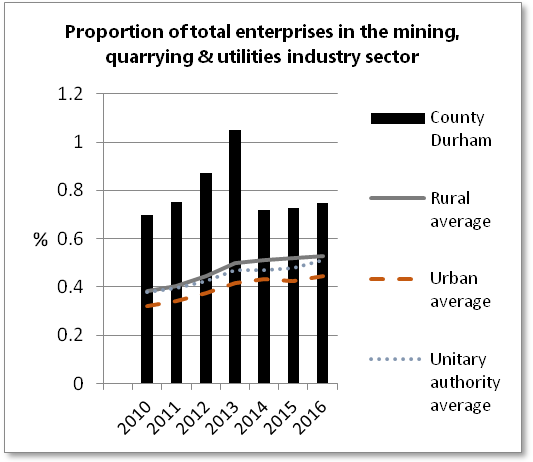 Proportion of total enterprises in the mining,
quarrying & utilities industry sector
1.2
1
0.8
0.6
0.4
0.2
0
%
2010
2011
2012
2013
2014
2015
2016
County
Durham
Rural
average
Urban
average
Unitary
authority
average